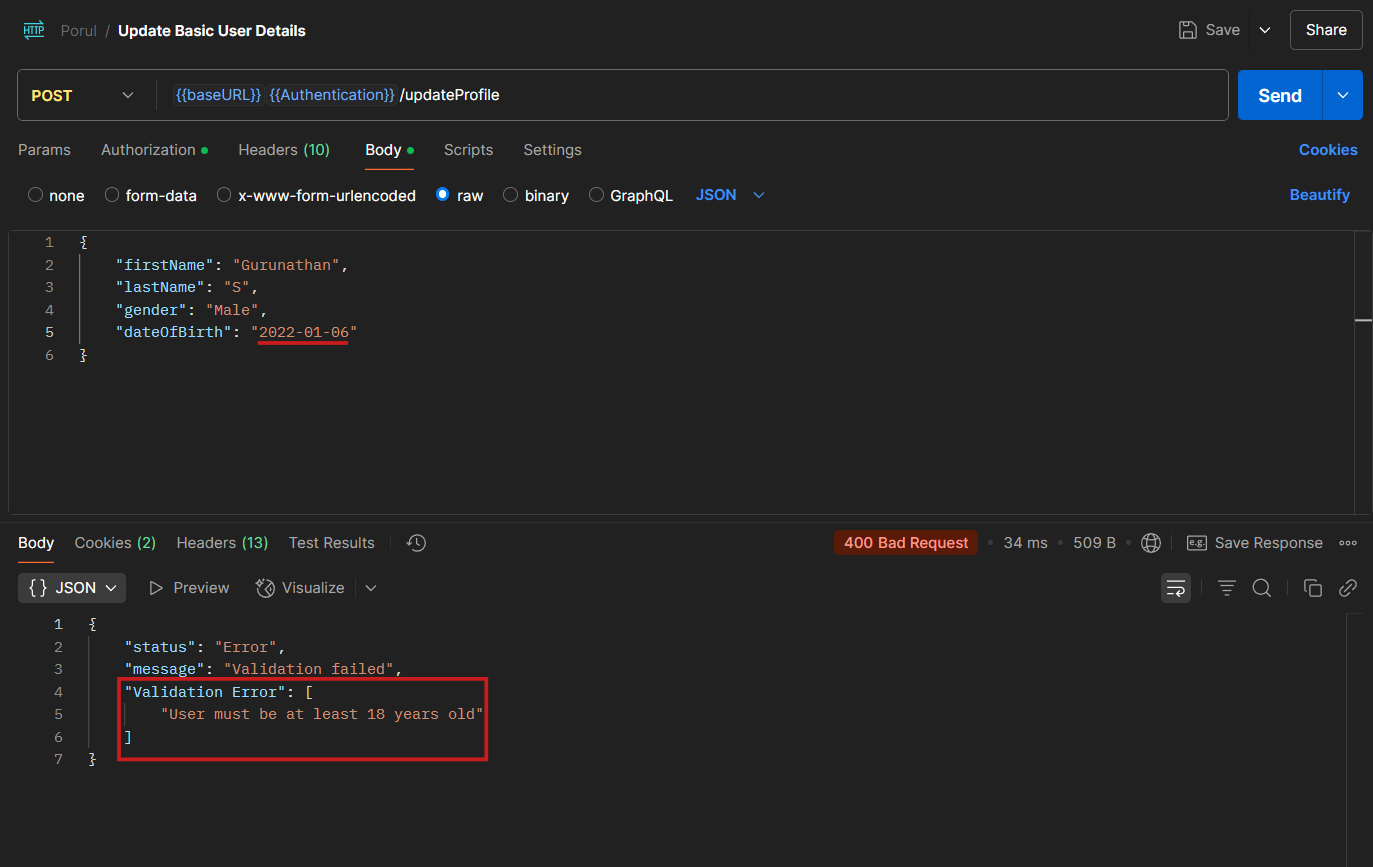 HTTP Porul / Update Basic User Details Save Share
POST {{baseURL}} {{Authentication}} /updateProfile Send
Params Authorization Headers (10) Body Scripts Settings Cookies
none form-data x-www-form-urlencoded raw binary GraphQL JSON Beautify
1 {
2 "firstName": "Gurunathan",
3 "lastName": "S",
4 "gender": "Male",
5 "dateOfBirth": "2022-01-06"
6 }
Body Cookies (2) Headers (13) Test Results 400 Bad Request 34 ms 509 B e.g. Save Response
{} JSON Preview Visualize
1 {
2 "status": "Error",
3 "message": "Validation failed",
4 "Validation Error": [
5 "User must be at least 18 years old"
6 ]
7 }